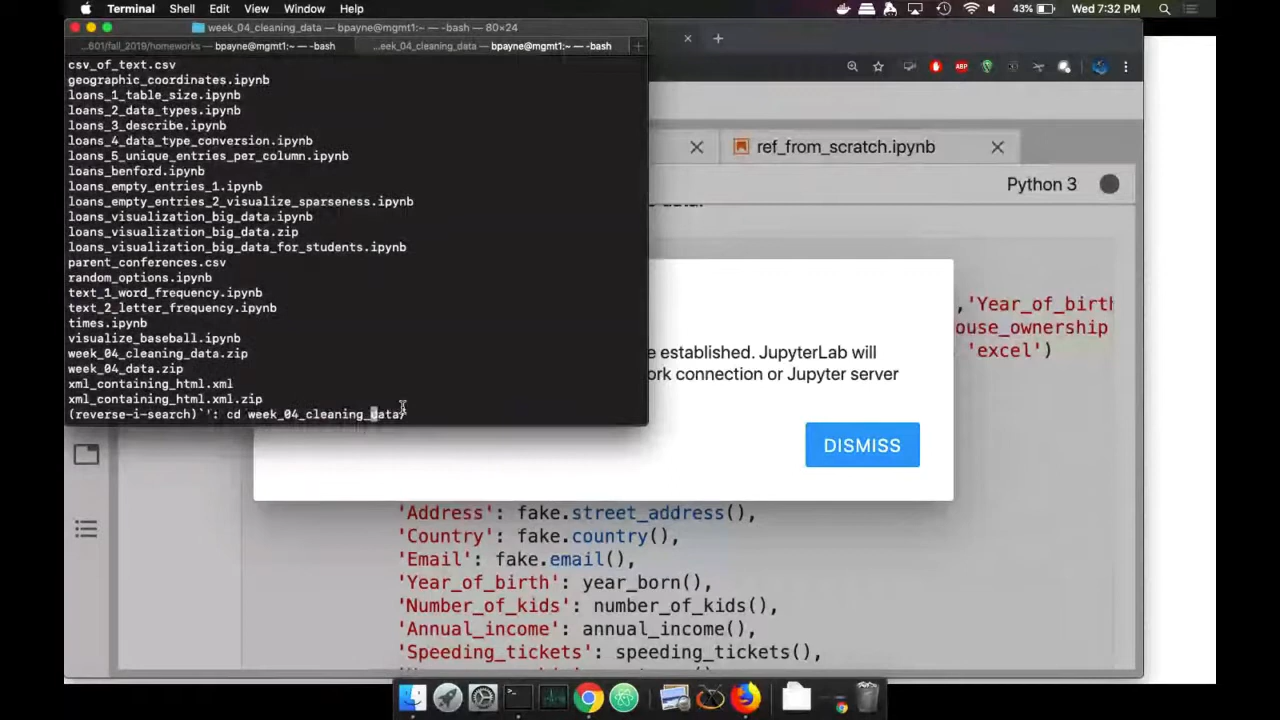 Terminal Shell Edit View Window Help 43% Wed 7:32 PM
week_04_cleaning_data — bpayne@mgmt1:~ — -bash — 80×24
...601/fall_2019/homeworks — bpayne@mgmt1:~ — -bash ...eek_04_cleaning_data — bpayne@mgmt1:~ — -bash
csv_of_text.csv
geographic_coordinates.ipynb
loans_1_table_size.ipynb
loans_2_data_types.ipynb
loans_3_describe.ipynb
loans_4_data_type_conversion.ipynb
loans_5_unique_entries_per_column.ipynb
loans_benford.ipynb
loans_empty_entries_1.ipynb
loans_empty_entries_2_visualize_sparseness.ipynb
loans_visualization_big_data.ipynb
loans_visualization_big_data.zip
loans_visualization_big_data_for_students.ipynb
parent_conferences.csv
random_options.ipynb
text_1_word_frequency.ipynb
text_2_letter_frequency.ipynb
times.ipynb
visualize_baseball.ipynb
week_04_cleaning_data.zip
week_04_data.zip
xml_containing_html.xml
xml_containing_html.xml.zip
(reverse-i-search)`': cd week_04_cleaning_data/
ABP
ref_from_scratch.ipynb
Python 3
,'Year_of_birth
ouse_ownership
'excel')
e established. JupyterLab will
ork connection or Jupyter server
DISMISS
'Address': fake.street_address(),
'Country': fake.country(),
'Email': fake.email(),
'Year_of_birth': year_born(),
'Number_of_kids': number_of_kids(),
'Annual_income': annual_income(),
'Speeding_tickets': speeding_tickets(),